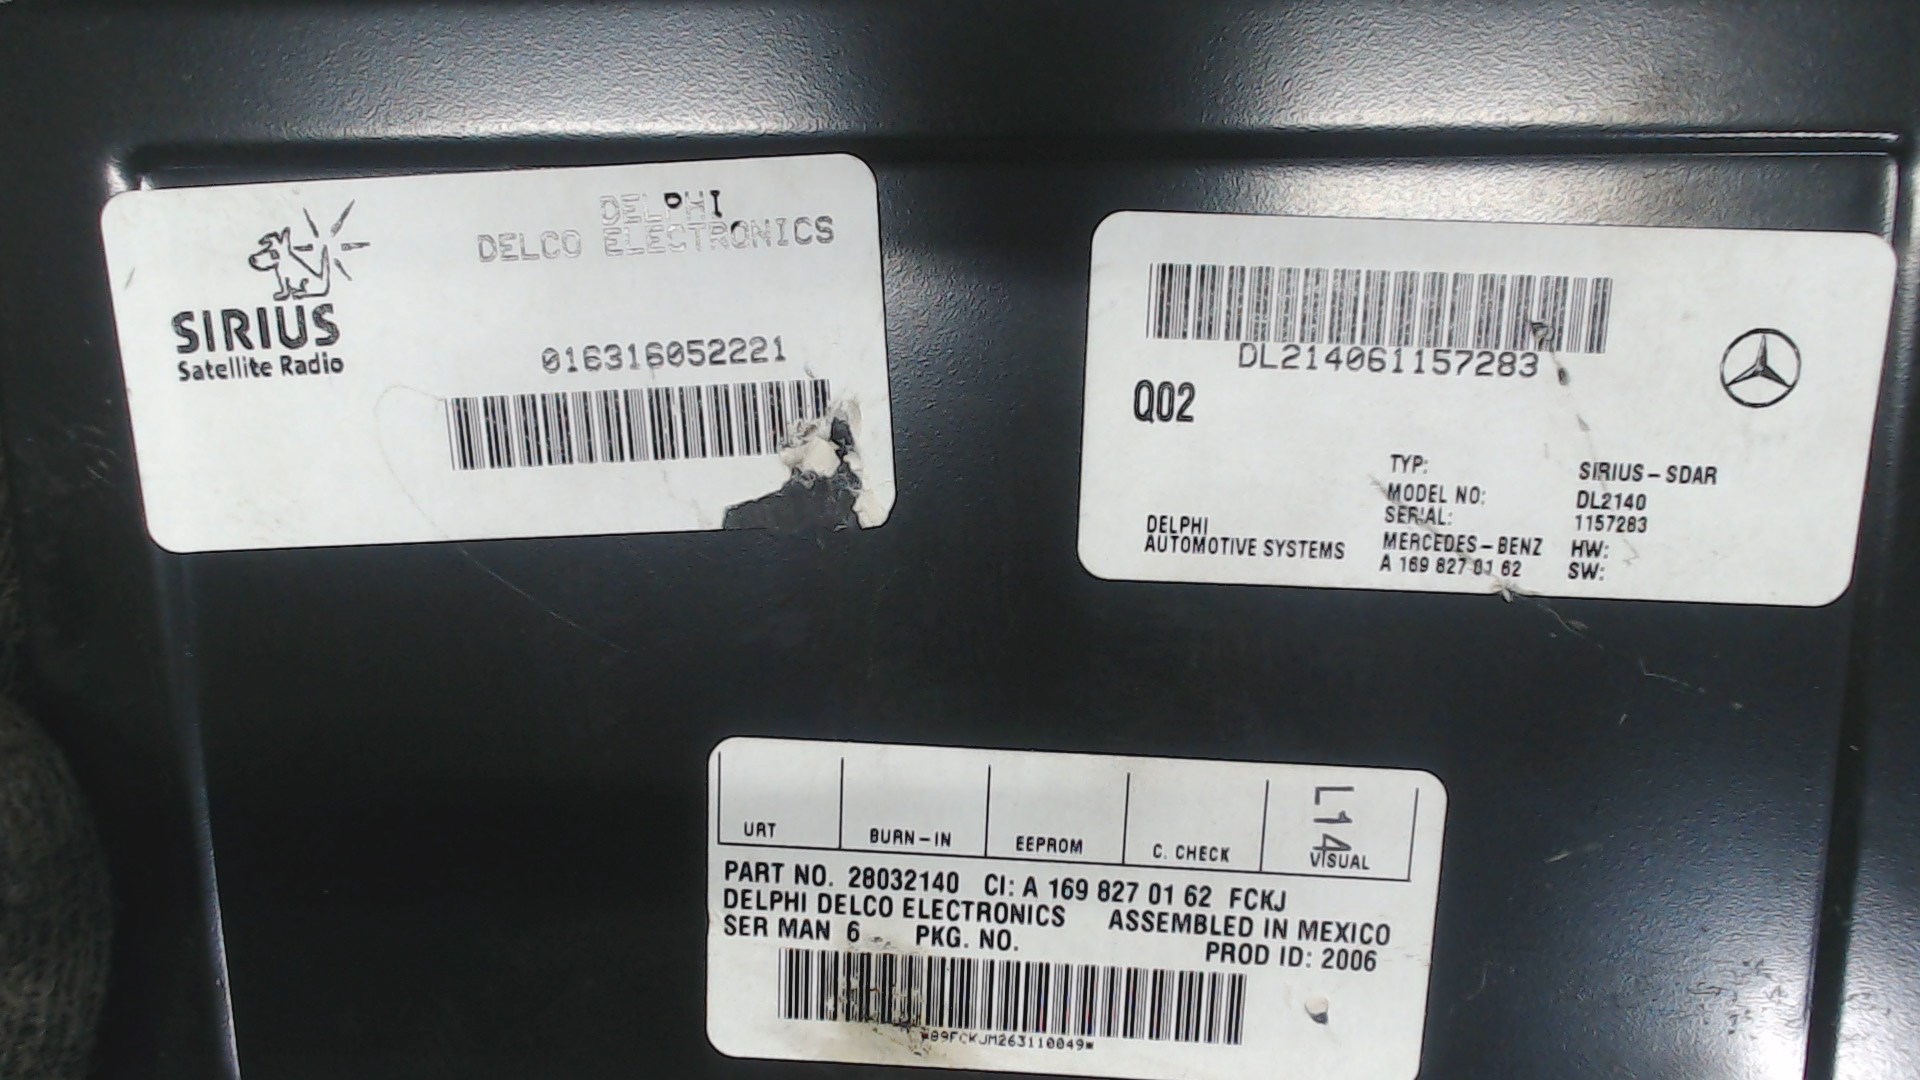 DELPHI
DELCO ELECTRONICS
SIRIUS
Satellite Radio
016316052221
DL214061157283
Q02
TYP: SIRIUS-SDAR
MODEL NO: DL2140
SERIAL: 1157283
DELPHI
AUTOMOTIVE SYSTEMS
MERCEDES-BENZ HW:
A 169 827 01 62 SW:
L14
URT BURN-IN EEPROM C. CHECK VISUAL
PART NO. 28032140 CI: A 169 827 01 62 FCKJ
DELPHI DELCO ELECTRONICS ASSEMBLED IN MEXICO
SER MAN 6 PKG. NO. PROD ID: 2006
*89FCKJM263110049*